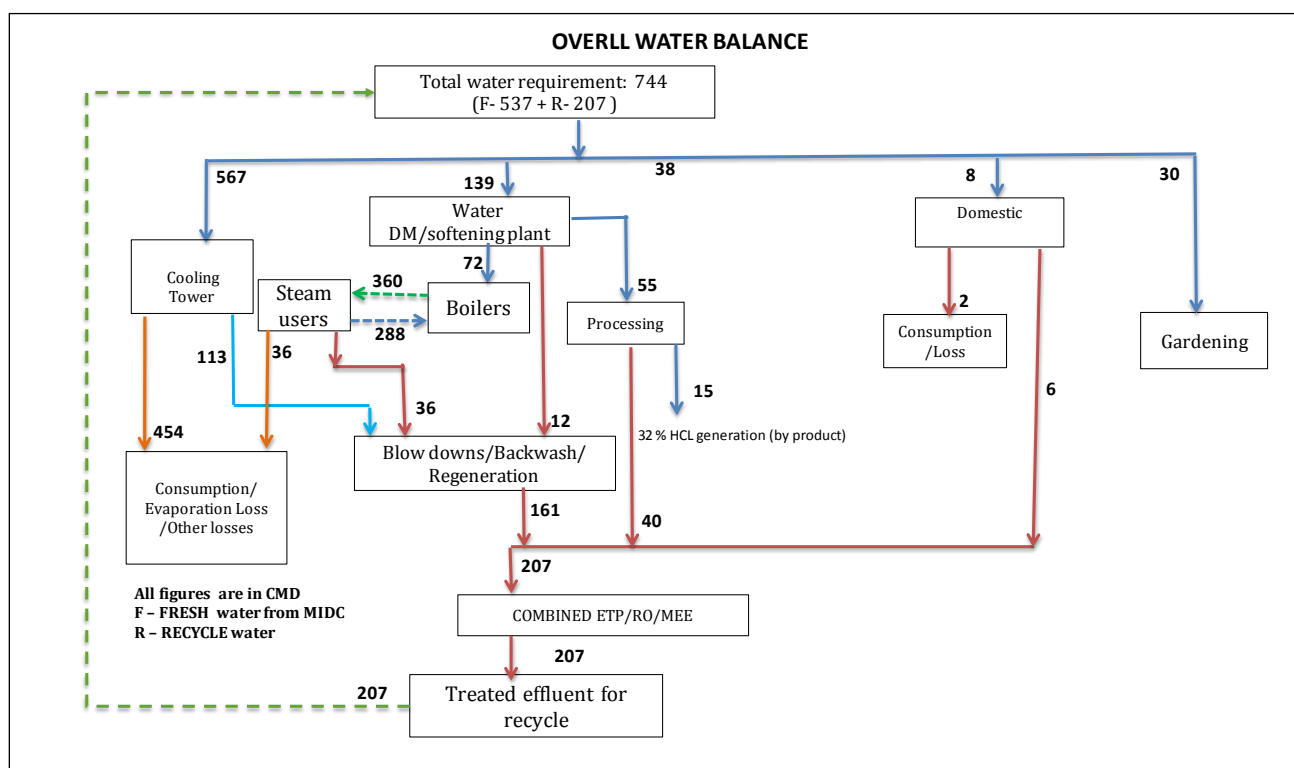 OVERLL WATER BALANCE
Total water requirement: 744
(F- 537 + R- 207 )
567
139
38
8
30
Water
DM/softening plant
Domestic
Cooling
Tower
Steam
users
360
288
72
Boilers
55
Processing
2
Consumption
/Loss
Gardening
113
36
36
12
15
6
454
32 % HCL generation (by product)
Blow downs/Backwash/
Regeneration
Consumption/
Evaporation Loss
/Other losses
161
40
207
All figures are in CMD
F – FRESH water from MIDC
R – RECYCLE water
COMBINED ETP/RO/MEE
207
207
Treated effluent for
recycle